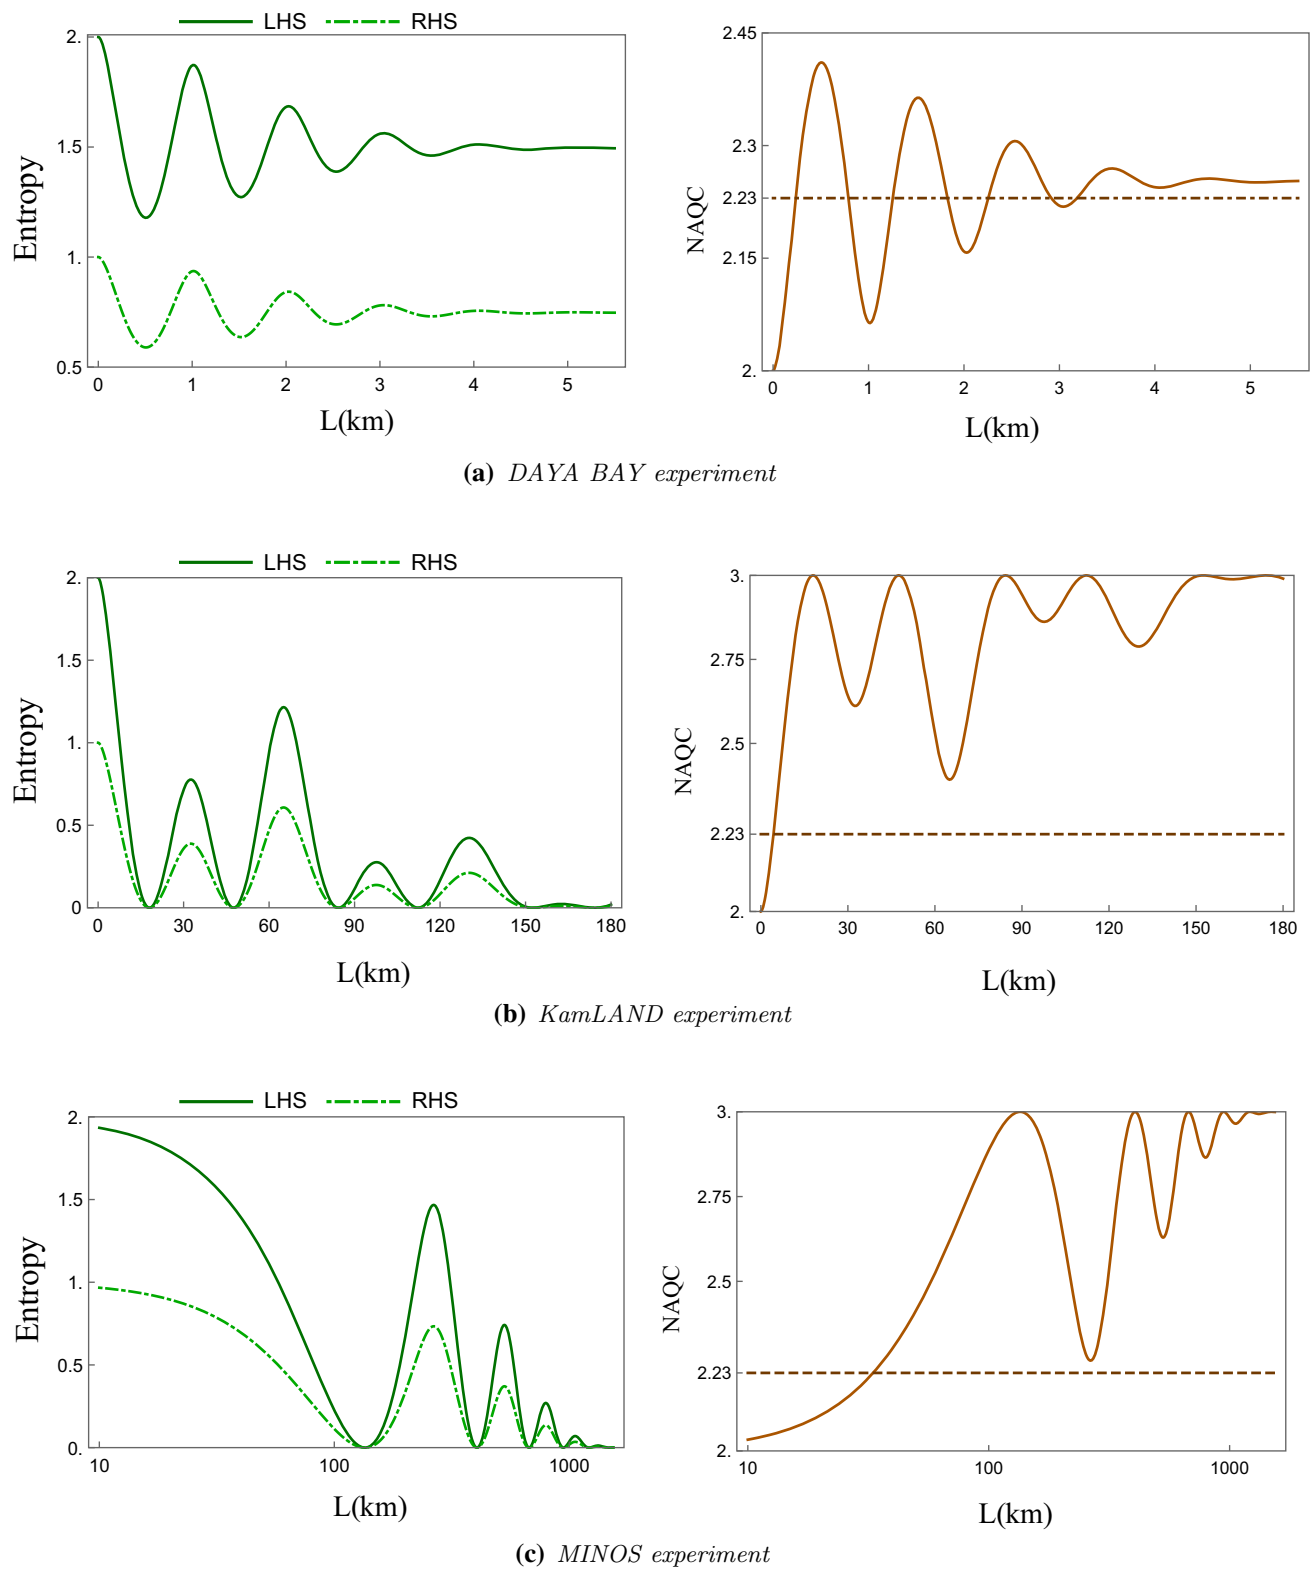 LHS RHS
2.
1.5
1.
0.5
Entropy
0 1 2 3 4 5
L(km)
2.45
2.3
2.23
2.15
2.
NAQC
0 1 2 3 4 5
L(km)
(a) DAYA BAY experiment
LHS RHS
2.
1.5
1.
0.5
0
Entropy
0 30 60 90 120 150 180
L(km)
3.
2.75
2.5
2.23
2.
NAQC
0 30 60 90 120 150 180
L(km)
(b) KamLAND experiment
LHS RHS
2.
1.5
1.
0.5
0.
Entropy
10 100 1000
L(km)
3.
2.75
2.5
2.23
2.
NAQC
10 100 1000
L(km)
(c) MINOS experiment